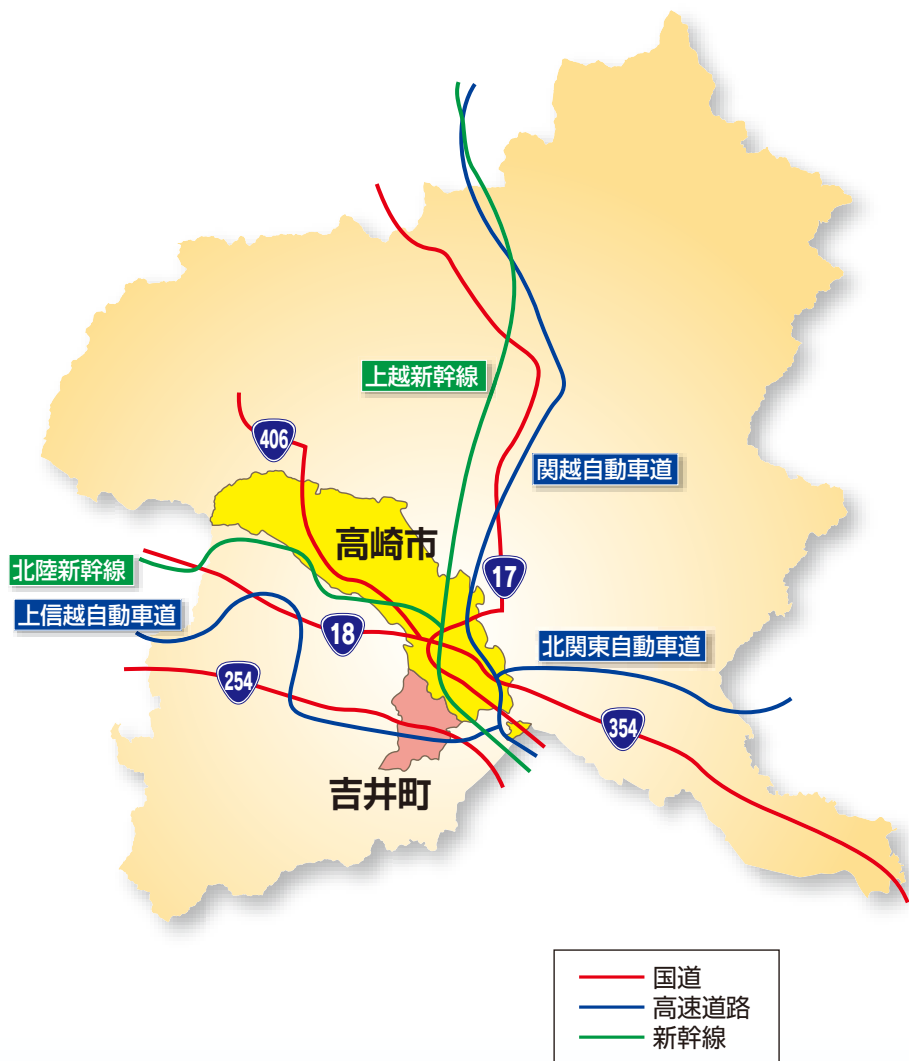 上越新幹線
406
関越自動車道
高崎市
北陸新幹線
17
上信越自動車道
18
北関東自動車道
254
354
吉井町
国道
高速道路
新幹線